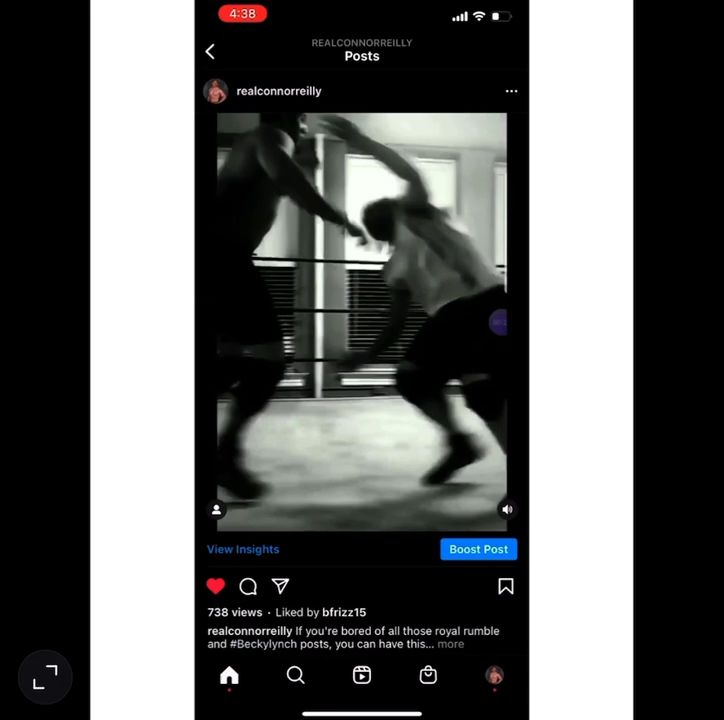 4:38
REALCONNORREILLY
Posts
realconnorreilly
View Insights
Boost Post
738 views · Liked by bfrizz15
realconnorreilly If you're bored of all those royal rumble
and #Beckylynch posts, you can have this... more